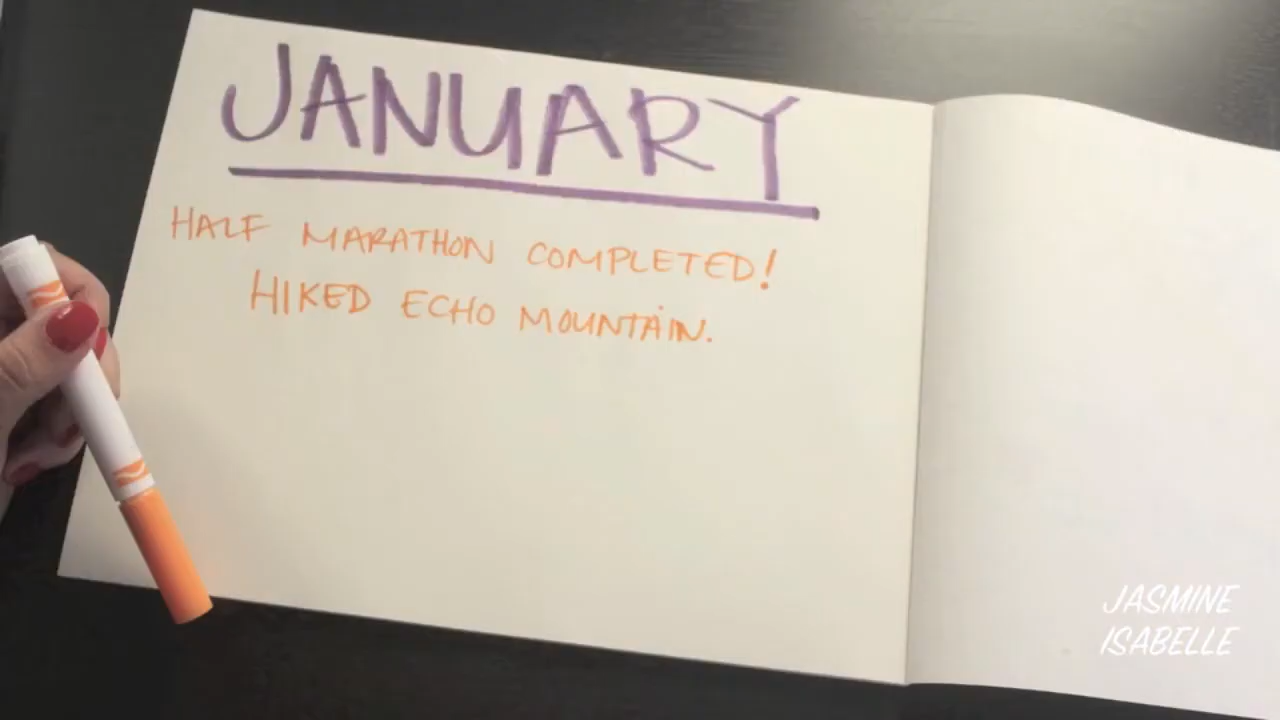 JANUARY
HALF MARATHON COMPLETED!
HIKED ECHO MOUNTAIN.
JASMINE
ISABELLE